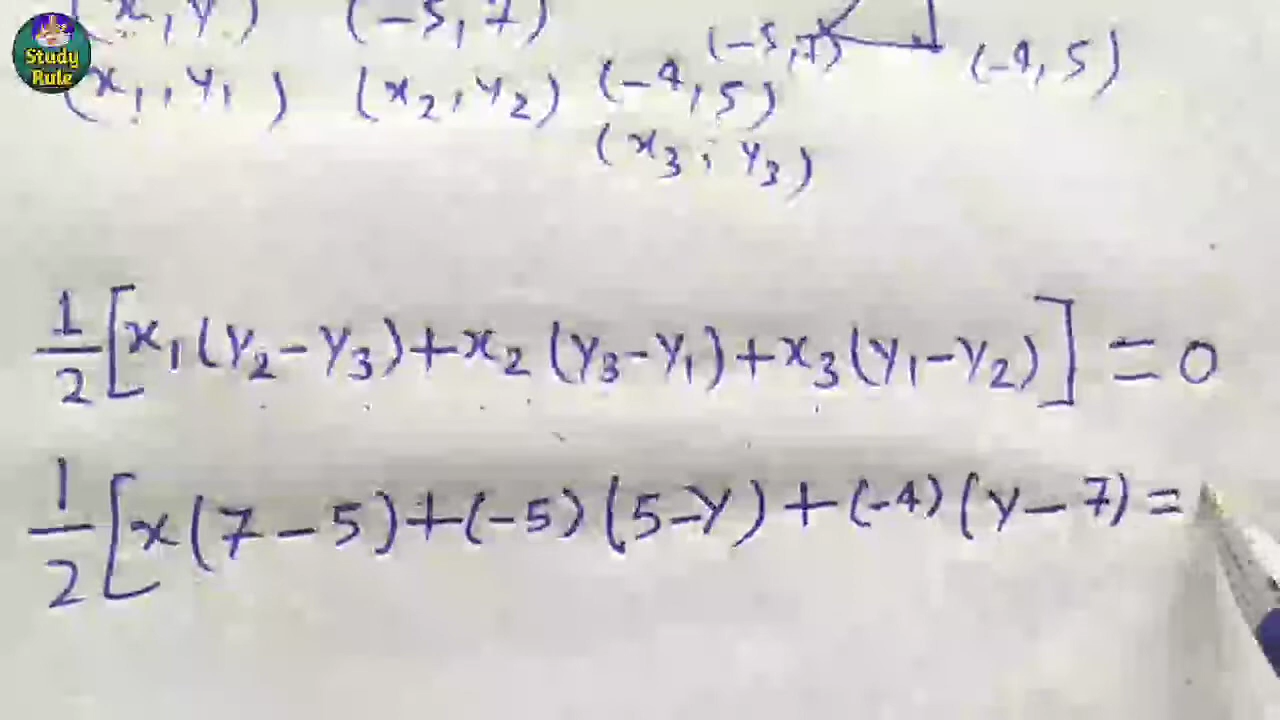 Study
Rule
(x, y) (-5, 7)
(-5, 7) (-4, 5)
(x₁, y₁) (x₂, y₂) (-4, 5)
(x₃, y₃)
1/2 [x₁(y₂-y₃)+x₂(y₃-y₁)+x₃(y₁-y₂)] = 0
1/2 [x(7-5)+(-5)(5-y)+(-4)(y-7) =